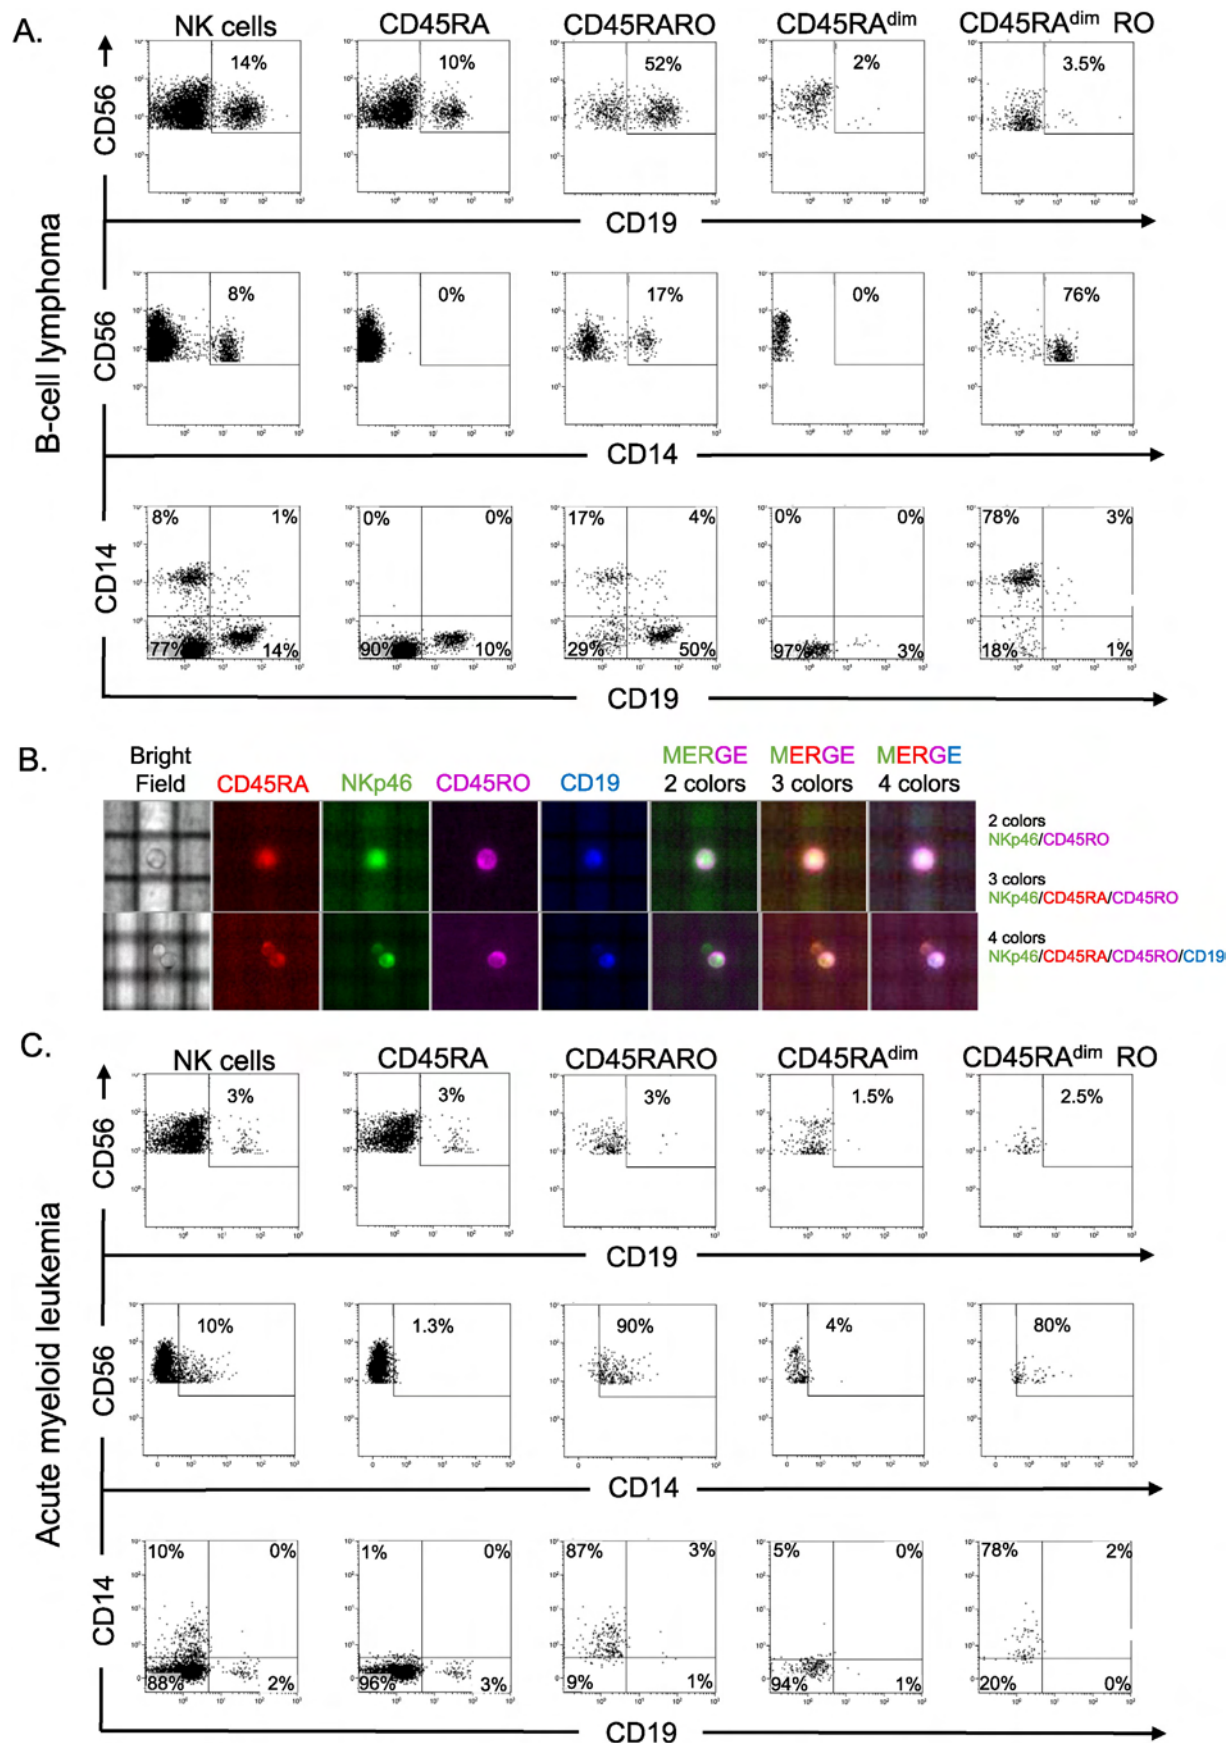 A.
NK cells CD45RA CD45RARO CD45RAdim CD45RAdim RO
B-cell lymphoma
CD56
14% 10% 52% 2% 3.5%
CD19
CD56
8% 0% 17% 0% 76%
CD14
CD14
8% 1% 0% 0% 17% 4% 0% 0% 78% 3%
77% 14% 90% 10% 29% 50% 97% 3% 18% 1%
CD19
B.
Bright
Field
CD45RA NKp46 CD45RO CD19
MERGE
2 colors
MERGE
3 colors
MERGE
4 colors
2 colors
NKp46/CD45RO
3 colors
NKp46/CD45RA/CD45RO
4 colors
NKp46/CD45RA/CD45RO/CD19
C.
NK cells CD45RA CD45RARO CD45RAdim CD45RAdim RO
Acute myeloid leukemia
CD56
3% 3% 3% 1.5% 2.5%
CD19
CD56
10% 1.3% 90% 4% 80%
CD14
CD14
10% 0% 1% 0% 87% 3% 5% 0% 78% 2%
88% 2% 96% 3% 9% 1% 94% 1% 20% 0%
CD19